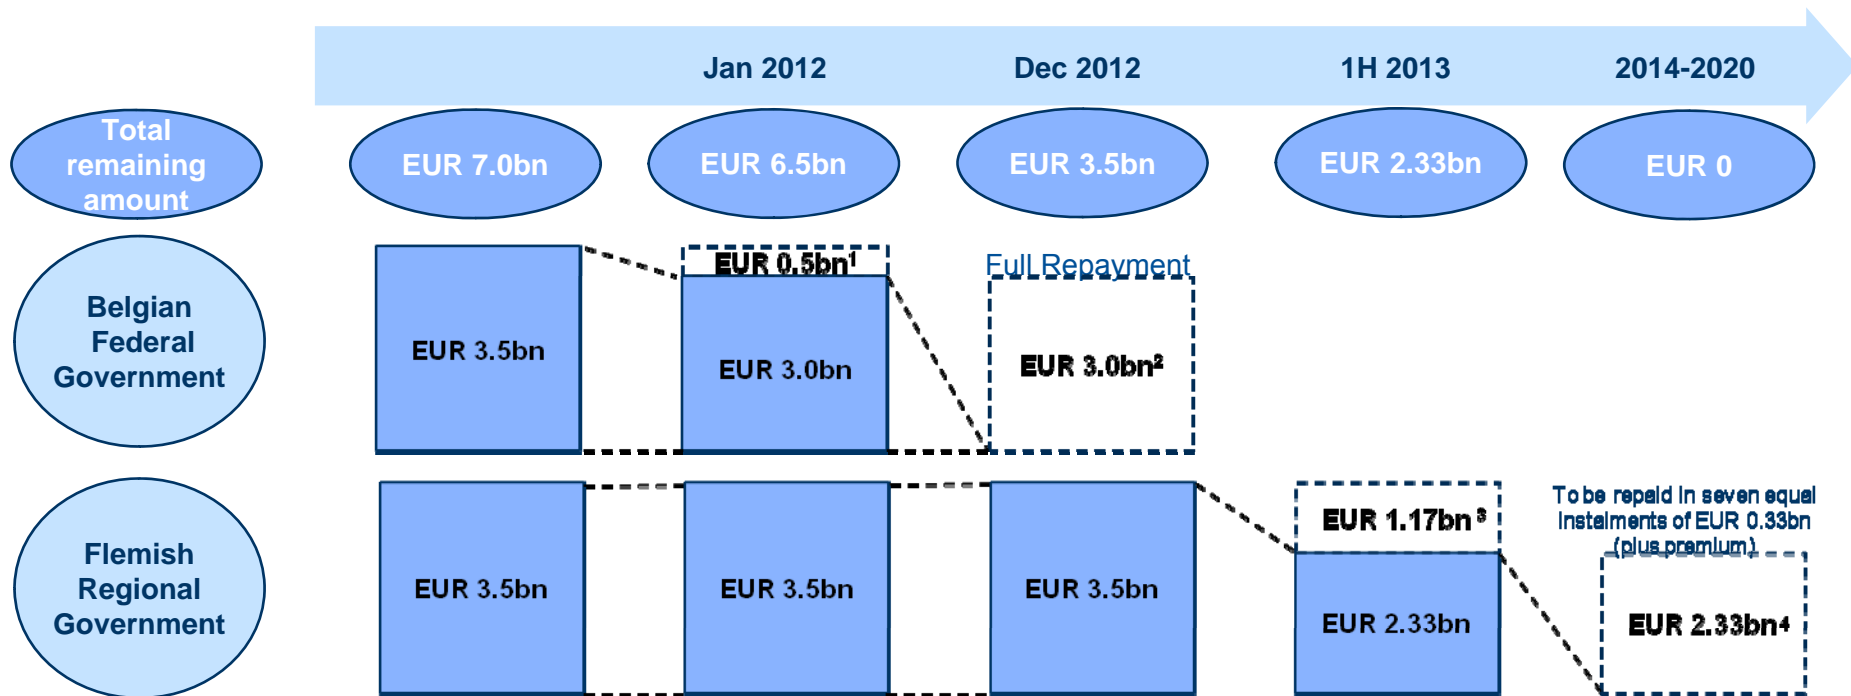 Jan 2012 Dec 2012 1H 2013 2014-2020
Total
remaining
amount
EUR 7.0bn EUR 6.5bn EUR 3.5bn EUR 2.33bn EUR 0
Belgian
Federal
Government
EUR 3.5bn
EUR 0.5bn¹
EUR 3.0bn
Full Repayment
EUR 3.0bn²
Flemish
Regional
Government
EUR 3.5bn
EUR 3.5bn
EUR 3.5bn
EUR 1.17bn ³
EUR 2.33bn
To be repaid in seven equal
instalments of EUR 0.33bn
(plus premium)
EUR 2.33bn⁴